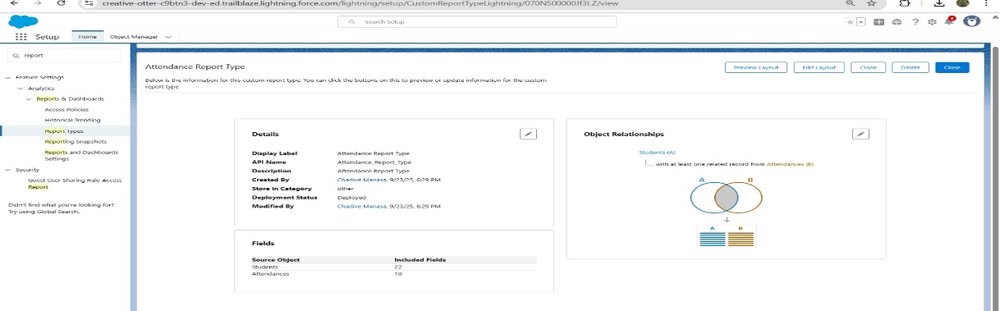 creative-otter-c9btn3-dev-ed.trailblaze.lightning.force.com/lightning/setup/CustomReportTypeLightning/070NS00000Jf3LZ/view
Search Setup
Setup Home Object Manager
report
Feature Settings
Analytics
Reports & Dashboards
Access Policies
Historical Trending
Report Types
Reporting Snapshots
Reports and Dashboards
Settings
Security
Guest User Sharing Rule Access
Report
Didn't find what you're looking for?
Try using Global Search.
Attendance Report Type
Preview Layout Edit Layout Clone Delete Close
Below is the information for this custom report type. You can click the buttons on this to preview or update information for the custom
report type
Details
Display Label Attendance Report Type
API Name Attendance_Report_Type
Description Attendance Report Type
Created By Chadive Manasa, 9/23/25, 6:29 PM
Store in Category other
Deployment Status Deployed
Modified By Chadive Manasa, 9/23/25, 6:29 PM
Fields
Source Object Included Fields
Students 22
Attendances 10
Object Relationships
Students (A)
with at least one related record from Attendances (B)
A B
A B